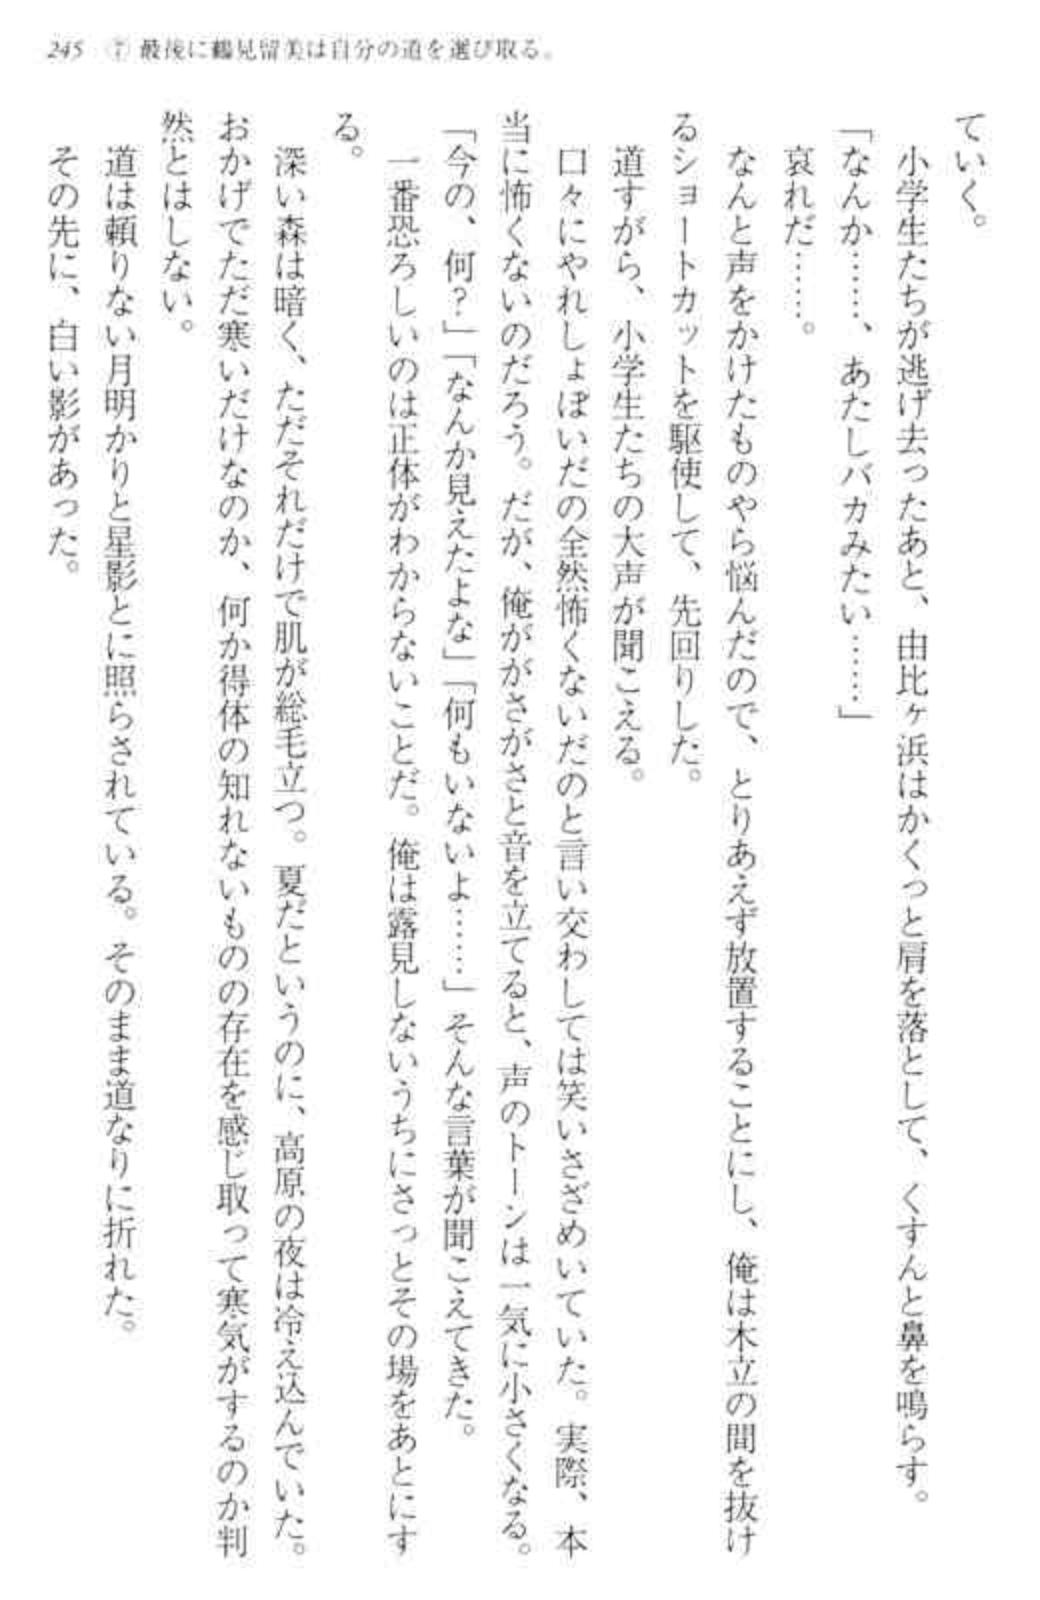 245　⑦ 最後に鶴見留美は自分の道を選び取る。
ていく。
　小学生たちが逃げ去ったあと、由比ヶ浜はかくっと肩を落として、くすんと鼻を鳴らす。
「なんか……、あたしバカみたい……」
　哀れだ……。
　なんと声をかけたものやら悩んだので、とりあえず放置することにし、俺は木立の間を抜け
るショートカットを駆使して、先回りした。
　道すがら、小学生たちの大声が聞こえる。
　口々にやれしょぼいだの全然怖くないだのと言い交わしては笑いさざめいていた。実際、本
当に怖くないのだろう。だが、俺ががさがさと音を立てると、声のトーンは一気に小さくなる。
「今の、何？」「なんか見えたよな」「何もいないよ……」そんな言葉が聞こえてきた。
　一番恐ろしいのは正体がわからないことだ。俺は露見しないうちにさっとその場をあとにす
る。
　深い森は暗く、ただそれだけで肌が総毛立つ。夏だというのに、高原の夜は冷え込んでいた。
おかげでただ寒いだけなのか、何か得体の知れないものの存在を感じ取って寒気がするのか判
然とはしない。
　道は頼りない月明かりと星影とに照らされている。そのまま道なりに折れた。
　その先に、白い影があった。